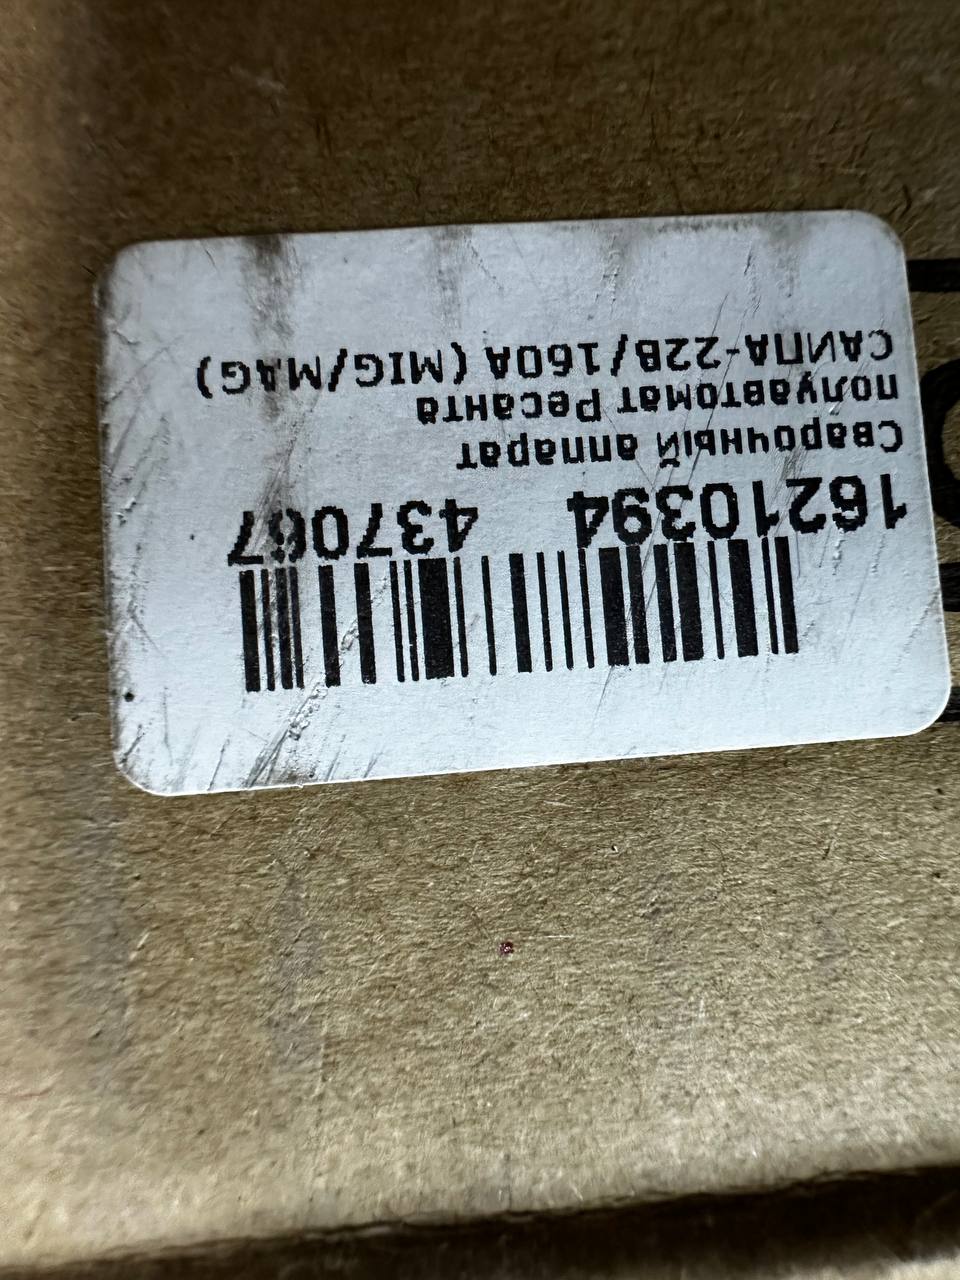 16210394 437067
Сварочный аппарат
полуавтомат Ресанта
САИПА-22В/160А (MIG/MAG)